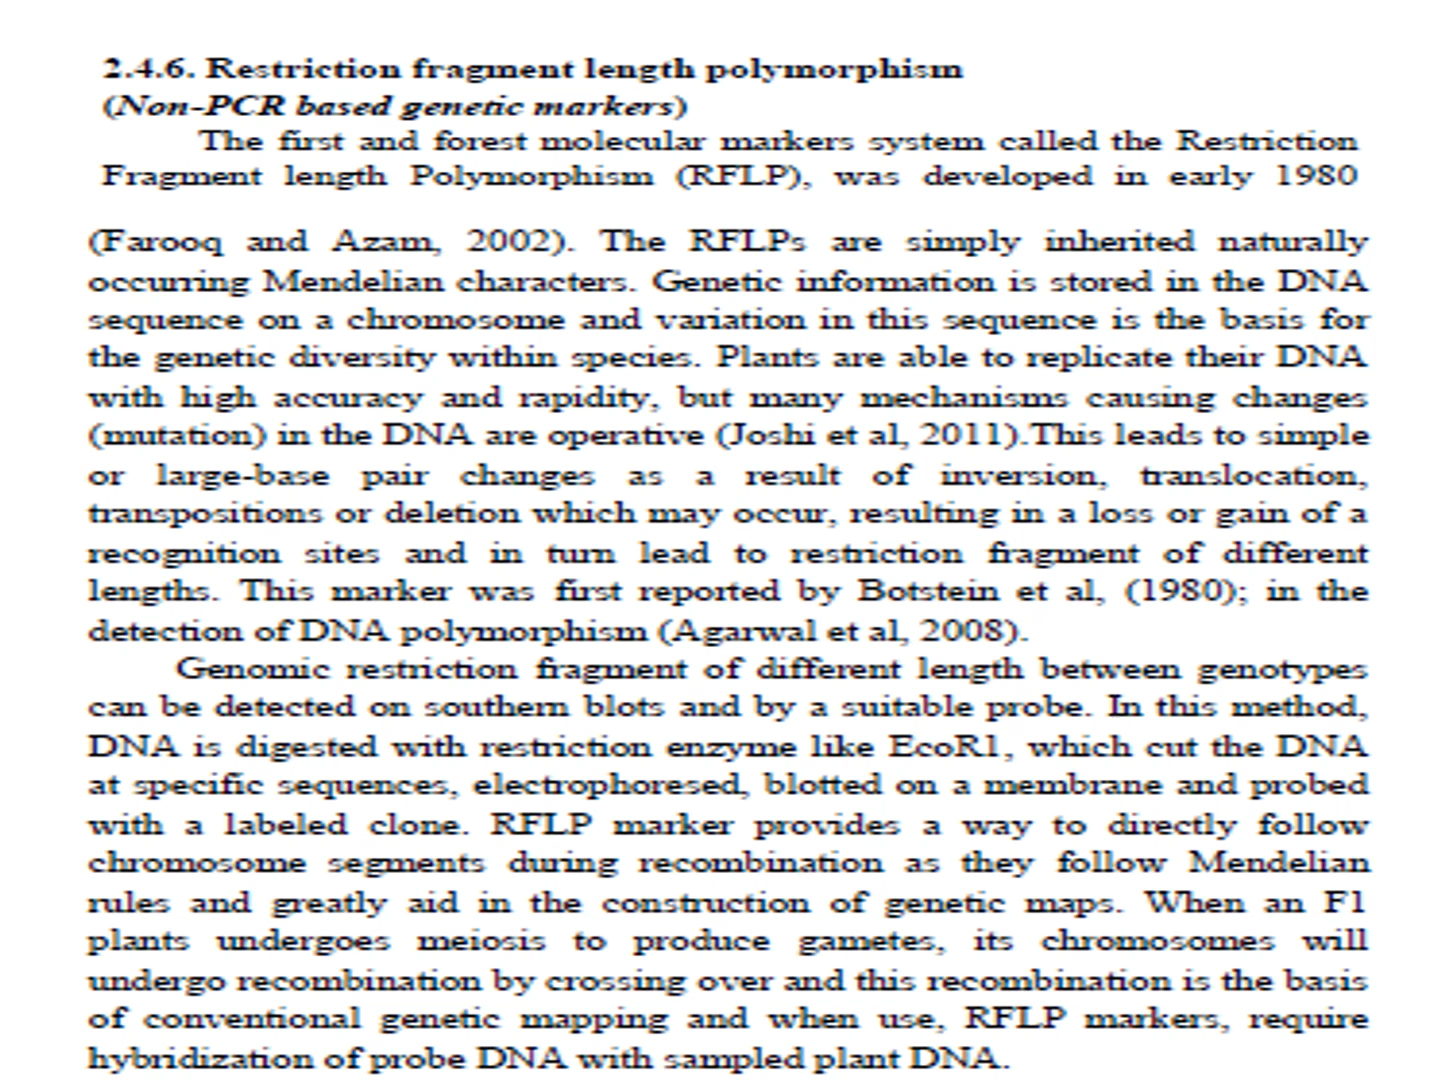 2.4.6. Restriction fragment length polymorphism
(Non-PCR based genetic markers)
The first and forest molecular markers system called the Restriction
Fragment length Polymorphism (RFLP), was developed in early 1980
(Farooq and Azam, 2002). The RFLPs are simply inherited naturally
occurring Mendelian characters. Genetic information is stored in the DNA
sequence on a chromosome and variation in this sequence is the basis for
the genetic diversity within species. Plants are able to replicate their DNA
with high accuracy and rapidity, but many mechanisms causing changes
(mutation) in the DNA are operative (Joshi et al, 2011).This leads to simple
or large-base pair changes as a result of inversion, translocation,
transpositions or deletion which may occur, resulting in a loss or gain of a
recognition sites and in turn lead to restriction fragment of different
lengths. This marker was first reported by Botstein et al, (1980); in the
detection of DNA polymorphism (Agarwal et al, 2008).
Genomic restriction fragment of different length between genotypes
can be detected on southern blots and by a suitable probe. In this method,
DNA is digested with restriction enzyme like EcoR1, which cut the DNA
at specific sequences, electrophoresed, blotted on a membrane and probed
with a labeled clone. RFLP marker provides a way to directly follow
chromosome segments during recombination as they follow Mendelian
rules and greatly aid in the construction of genetic maps. When an F1
plants undergoes meiosis to produce gametes, its chromosomes will
undergo recombination by crossing over and this recombination is the basis
of conventional genetic mapping and when use, RFLP markers, require
hybridization of probe DNA with sampled plant DNA.